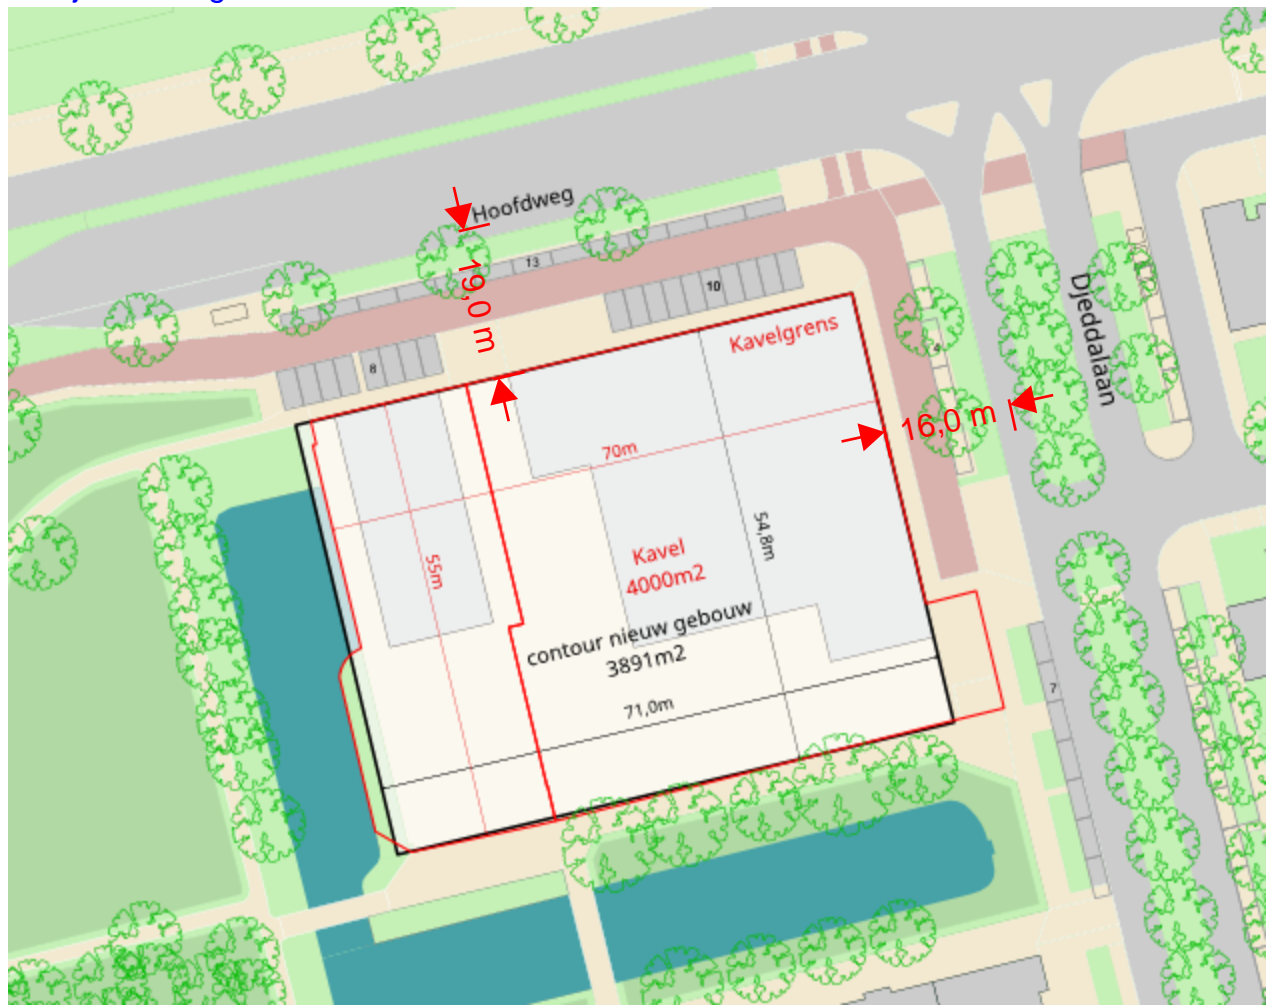 Hoofdweg
13
19,0 m
10
8
Kavelgrens
Djeddalaan
4
16,0 m
70m
55m
54,8m
Kavel
4000m2
contour nieuw gebouw
3891m2
71,0m
7